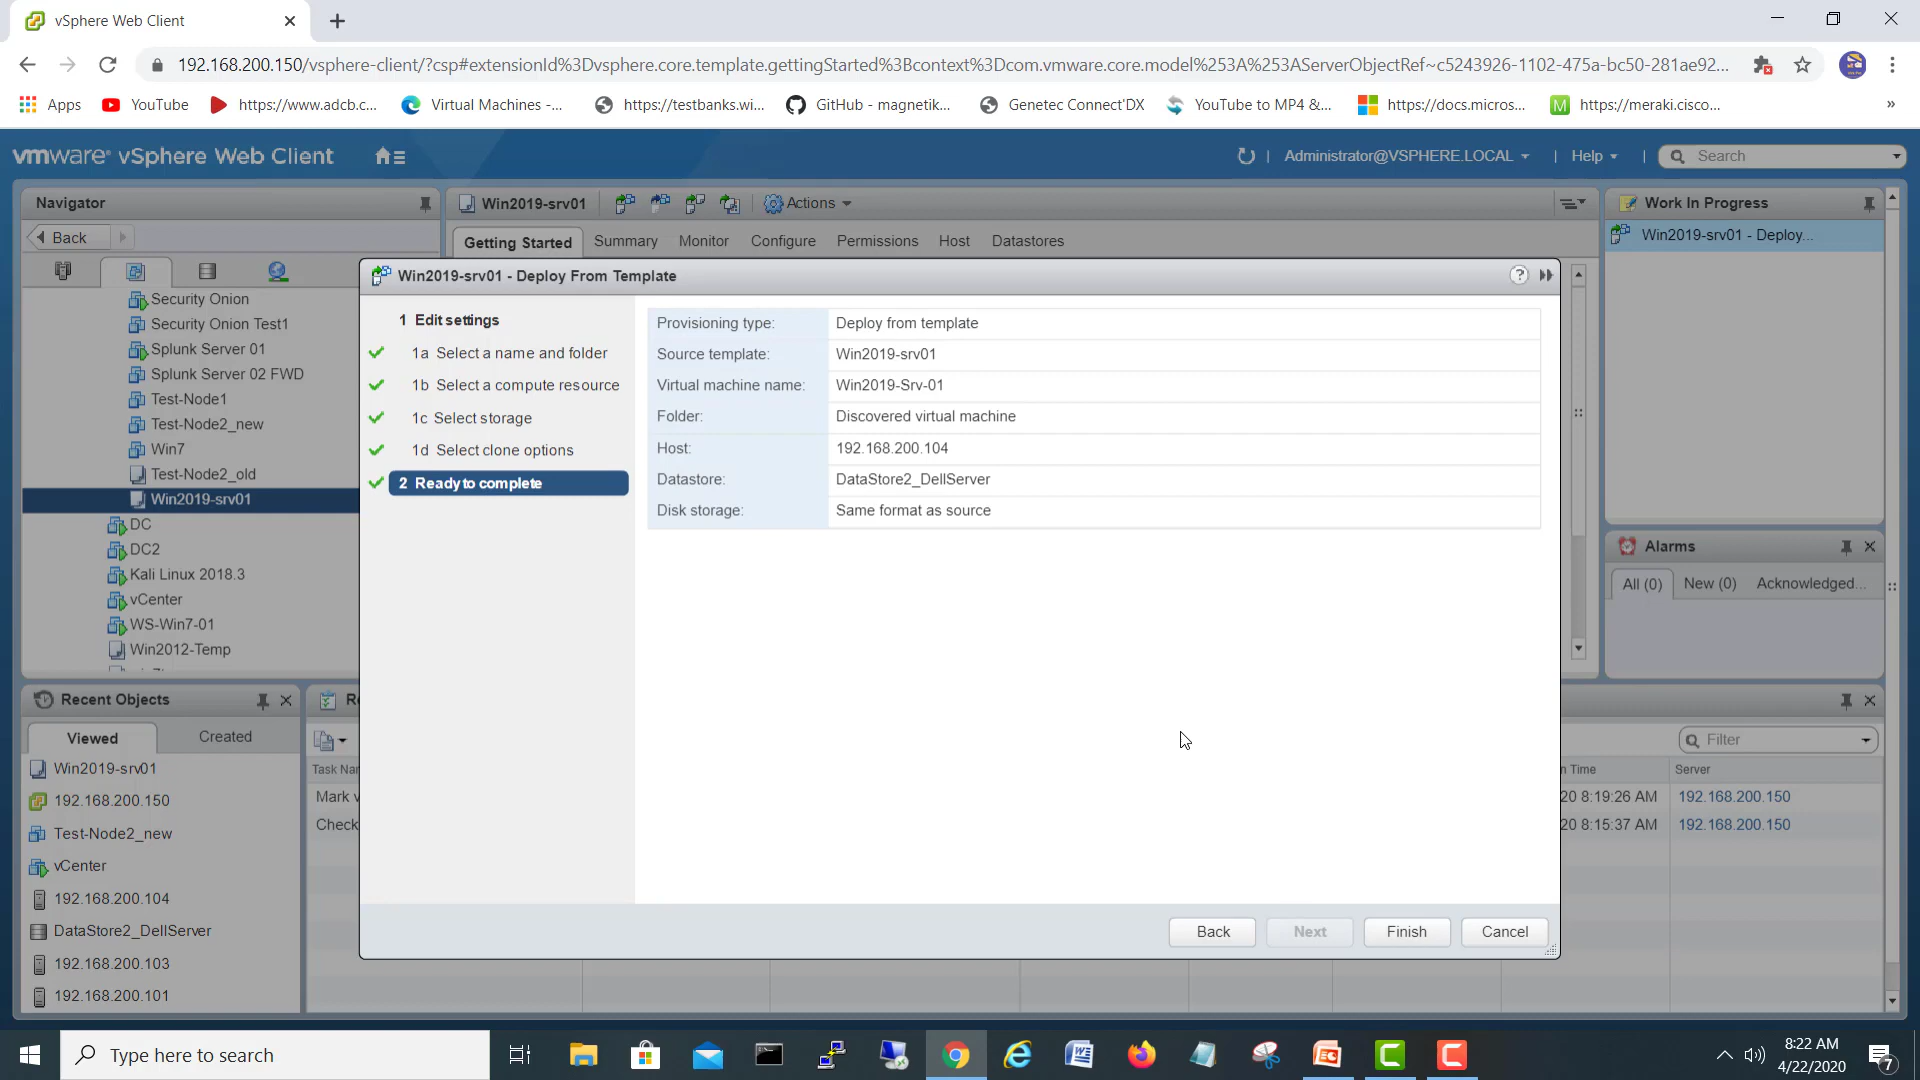 vSphere Web Client
192.168.200.150/vsphere-client/?csp#extensionId%3Dvsphere.core.template.gettingStarted%3Bcontext%3Dcom.vmware.core.model%253A%253AServerObjectRef~c5243926-1102-475a-bc50-281ae92...
Apps
YouTube
https://www.adcb.c...
Virtual Machines -...
https://testbanks.wi...
GitHub - magnetik...
Genetec Connect'DX
YouTube to MP4 &...
https://docs.micros...
https://meraki.cisco...
»
vmware® vSphere Web Client
Administrator@VSPHERE.LOCAL
Help
Search
Navigator
Win2019-srv01
Actions
Work In Progress
Back
Getting Started
Summary
Monitor
Configure
Permissions
Host
Datastores
Win2019-srv01 - Deploy...
Security Onion
Security Onion Test1
Splunk Server 01
Splunk Server 02 FWD
Test-Node1
Test-Node2_new
Win7
Test-Node2_old
Win2019-srv01
DC
DC2
Kali Linux 2018.3
vCenter
WS-Win7-01
Win2012-Temp
Win2019-srv01 - Deploy From Template
1 Edit settings
1a Select a name and folder
1b Select a compute resource
1c Select storage
1d Select clone options
2 Ready to complete
Provisioning type: Deploy from template
Source template: Win2019-srv01
Virtual machine name: Win2019-Srv-01
Folder: Discovered virtual machine
Host: 192.168.200.104
Datastore: DataStore2_DellServer
Disk storage: Same format as source
Back
Next
Finish
Cancel
Alarms
All (0)
New (0)
Acknowledged...
Recent Objects
Viewed
Created
Win2019-srv01
192.168.200.150
Test-Node2_new
vCenter
192.168.200.104
DataStore2_DellServer
192.168.200.103
192.168.200.101
Re
Filter
Task Nar
n Time
Server
Mark v
20 8:19:26 AM
192.168.200.150
Check
20 8:15:37 AM
192.168.200.150
Type here to search
8:22 AM
4/22/2020
7